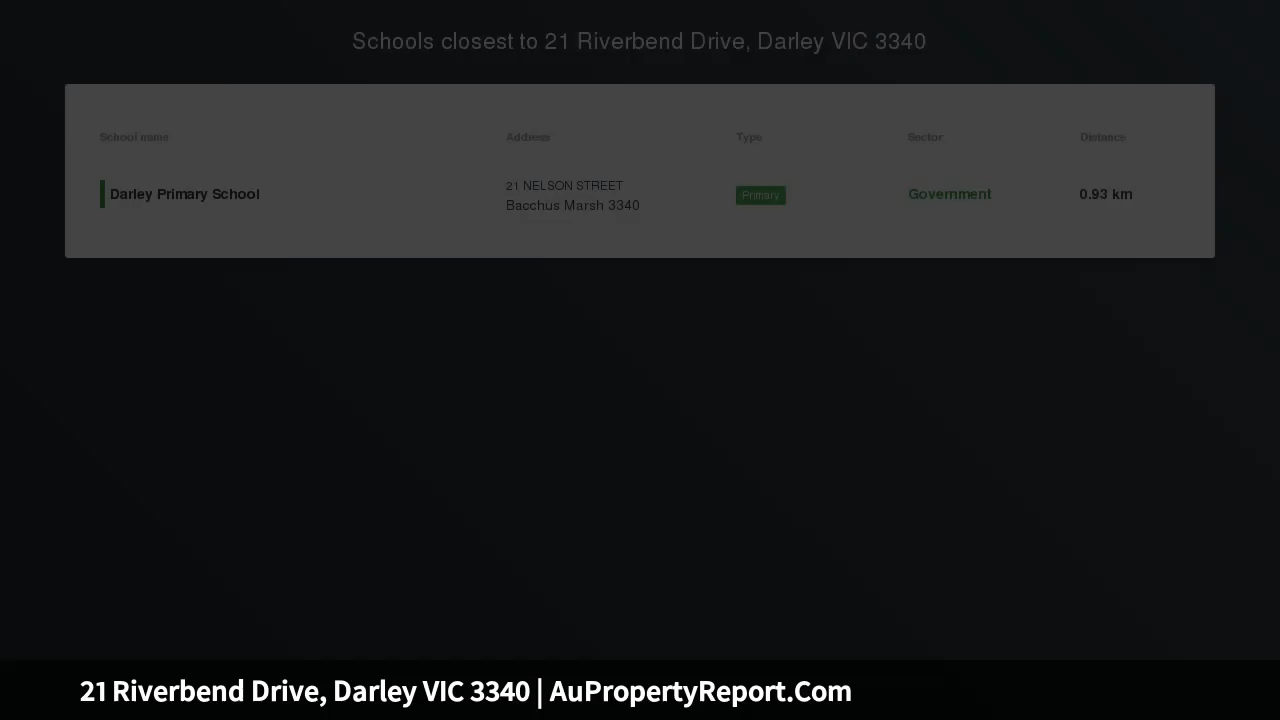 Schools closest to 21 Riverbend Drive, Darley VIC 3340
School name Address Type Sector Distance
Darley Primary School 21 NELSON STREET Primary Government 0.93 km
Bacchus Marsh 3340
21 Riverbend Drive, Darley VIC 3340 | AuPropertyReport.Com